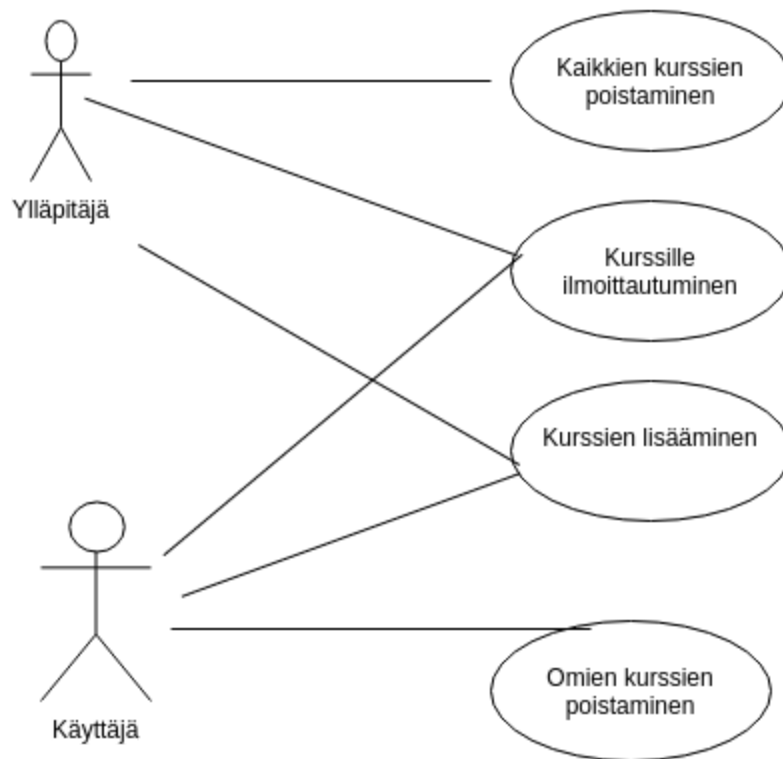 Kaikkien kurssien
poistaminen
Ylläpitäjä
Kurssille
ilmoittautuminen
Kurssien lisääminen
Käyttäjä
Omien kurssien
poistaminen